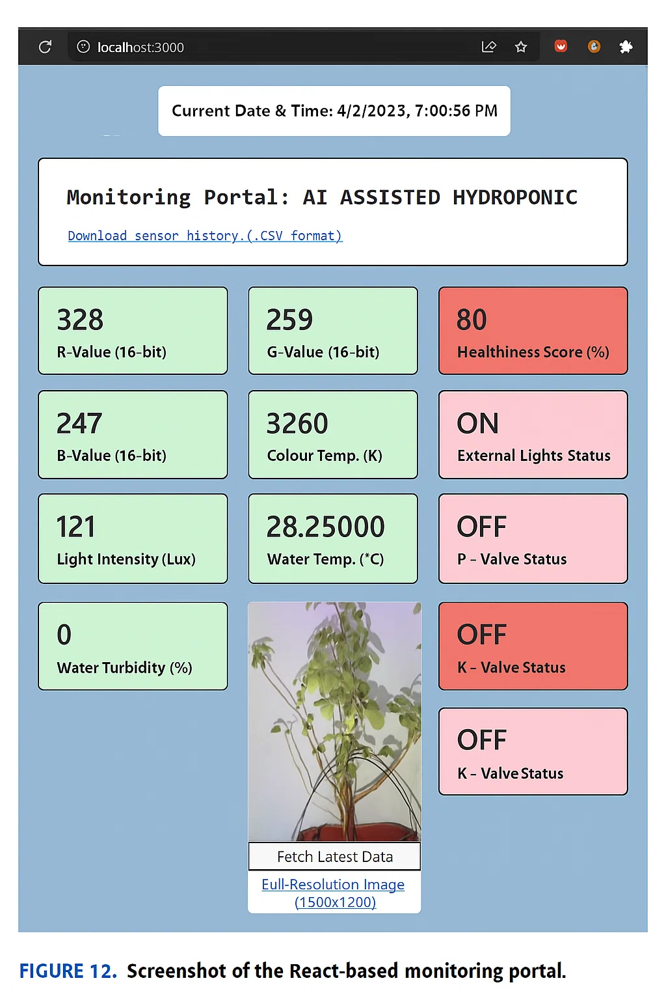 localhost:3000
Current Date & Time: 4/2/2023, 7:00:56 PM
Monitoring Portal: AI ASSISTED HYDROPONIC
Download sensor history.(.CSV format)
328
R-Value (16-bit)
259
G-Value (16-bit)
80
Healthiness Score (%)
247
B-Value (16-bit)
3260
Colour Temp. (K)
ON
External Lights Status
121
Light Intensity (Lux)
28.25000
Water Temp. (*C)
OFF
P - Valve Status
0
Water Turbidity (%)
OFF
K - Valve Status
OFF
K - Valve Status
Fetch Latest Data
Eull-Resolution Image
(1500x1200)
FIGURE 12. Screenshot of the React-based monitoring portal.